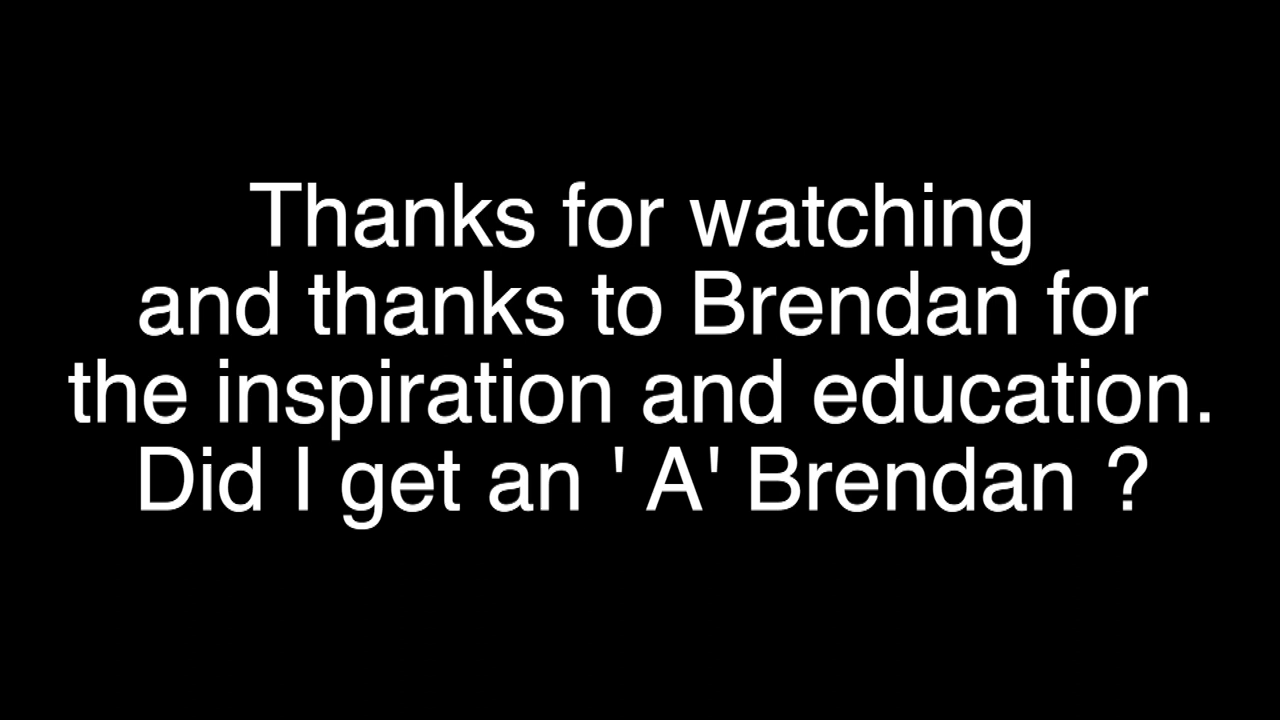 Thanks for watching
and thanks to Brendan for
the inspiration and education.
Did I get an ' A' Brendan ?